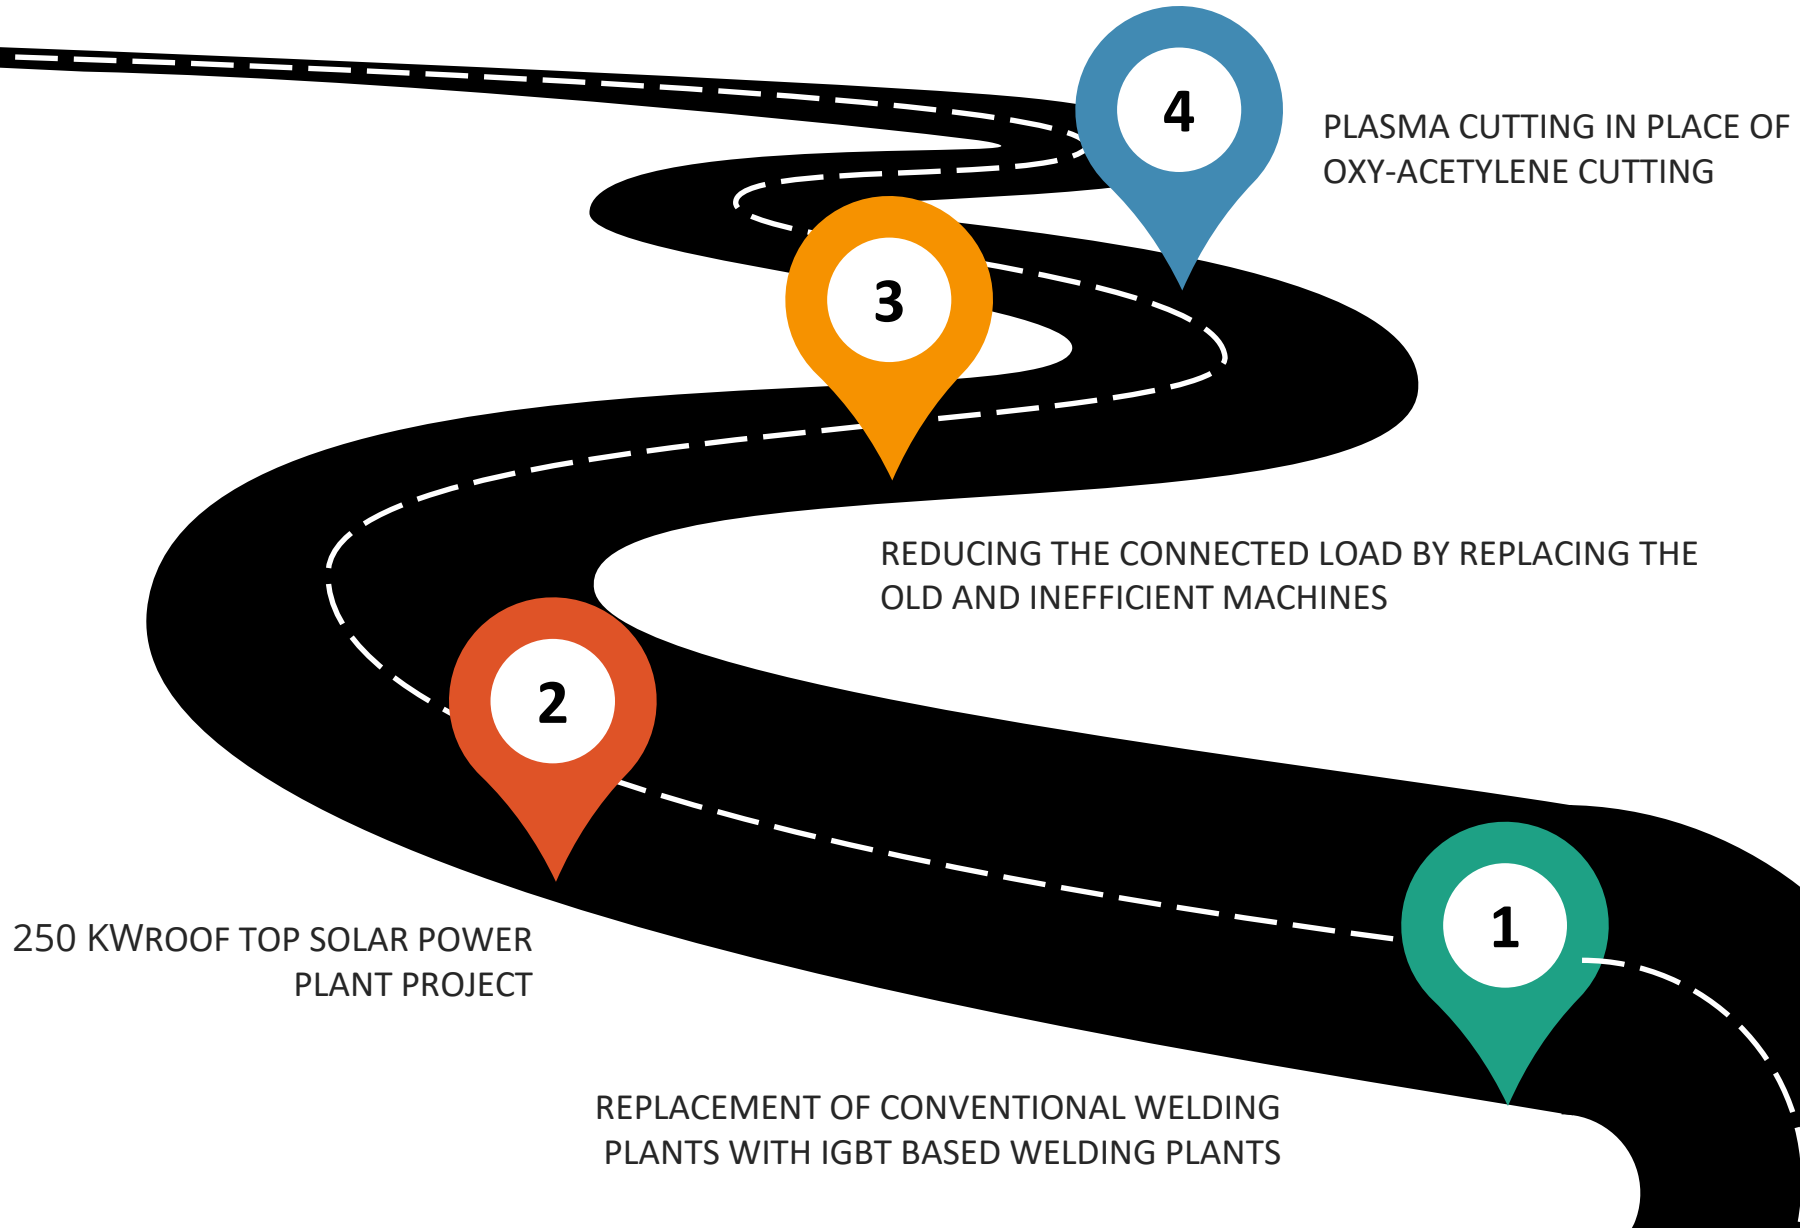 4
PLASMA CUTTING IN PLACE OF
OXY-ACETYLENE CUTTING
3
REDUCING THE CONNECTED LOAD BY REPLACING THE
OLD AND INEFFICIENT MACHINES
2
250 KWROOF TOP SOLAR POWER
PLANT PROJECT
1
REPLACEMENT OF CONVENTIONAL WELDING
PLANTS WITH IGBT BASED WELDING PLANTS